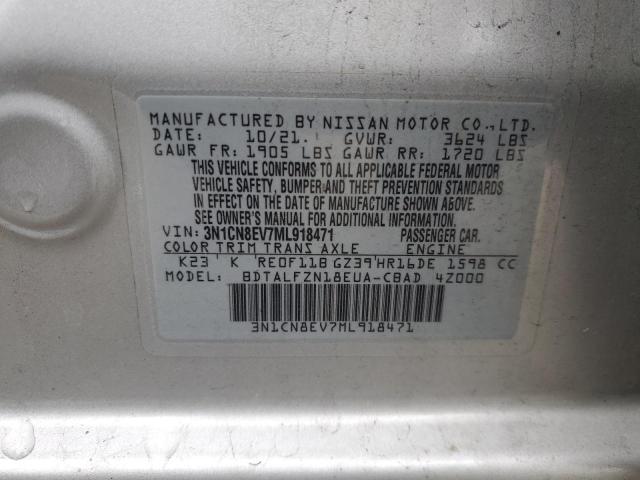 MANUFACTURED BY NISSAN MOTOR CO., LTD.
DATE: 10/21. GVWR: 3624 LBS
GAWR FR: 1905 LBS GAWR RR: 1720 LBS
THIS VEHICLE CONFORMS TO ALL APPLICABLE FEDERAL MOTOR
VEHICLE SAFETY, BUMPER AND THEFT PREVENTION STANDARDS
IN EFFECT ON THE DATE OF MANUFACTURE SHOWN ABOVE.
SEE OWNER'S MANUAL FOR ADDITIONAL INFORMATION.
VIN: 3N1CN8EV7ML918471 PASSENGER CAR.
COLOR TRIM TRANS AXLE ENGINE
K23 K RE0F11B GZ39 HR16DE 1598 CC
MODEL: BDTALFZN18EUA-CBAD 4Z000
3N1CN8EV7ML918471